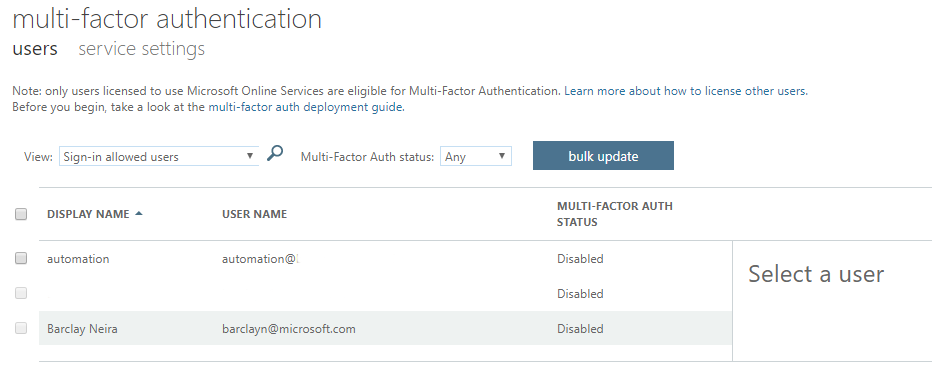 multi-factor authentication
users service settings
Note: only users licensed to use Microsoft Online Services are eligible for Multi-Factor Authentication. Learn more about how to license other users.
Before you begin, take a look at the multi-factor auth deployment guide.
View: Sign-in allowed users Multi-Factor Auth status: Any bulk update
DISPLAY NAME USER NAME MULTI-FACTOR AUTH
STATUS
automation automation@ Disabled
Select a user
Disabled
Barclay Neira barclayn@microsoft.com Disabled